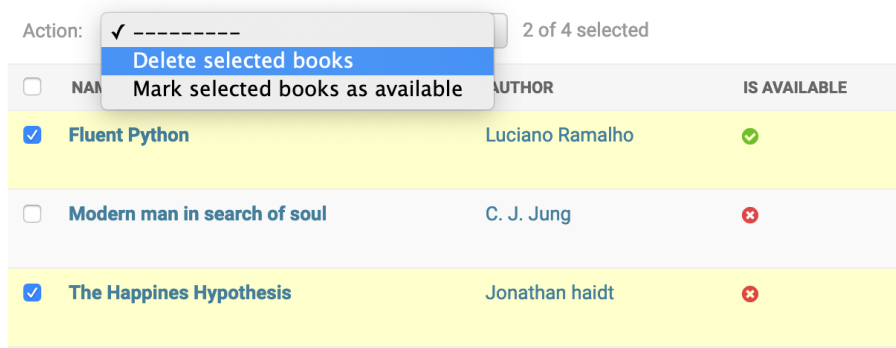 Action:
---------
2 of 4 selected
Delete selected books
Mark selected books as available
AUTHOR
IS AVAILABLE
Fluent Python
Luciano Ramalho
Modern man in search of soul
C. J. Jung
The Happines Hypothesis
Jonathan haidt